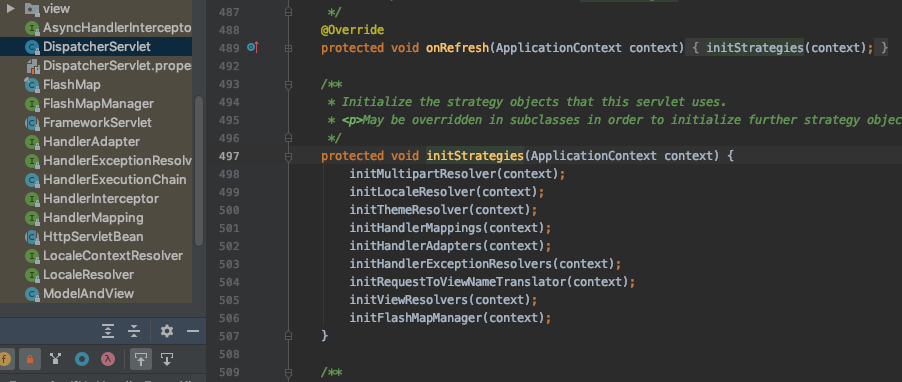 view
AsyncHandlerIntercepto
DispatcherServlet
DispatcherServlet.prope
FlashMap
FlashMapManager
FrameworkServlet
HandlerAdapter
HandlerExceptionResolv
HandlerExecutionChain
HandlerInterceptor
HandlerMapping
HttpServletBean
LocaleContextResolver
LocaleResolver
ModelAndView
487 */
488 @Override
489 protected void onRefresh(ApplicationContext context) { initStrategies(context); }
492
493 /**
494 * Initialize the strategy objects that this servlet uses.
495 * <p>May be overridden in subclasses in order to initialize further strategy objec
496 */
497 protected void initStrategies(ApplicationContext context) {
498 initMultipartResolver(context);
499 initLocaleResolver(context);
500 initThemeResolver(context);
501 initHandlerMappings(context);
502 initHandlerAdapters(context);
503 initHandlerExceptionResolvers(context);
504 initRequestToViewNameTranslator(context);
505 initViewResolvers(context);
506 initFlashMapManager(context);
507 }
508
509 /**